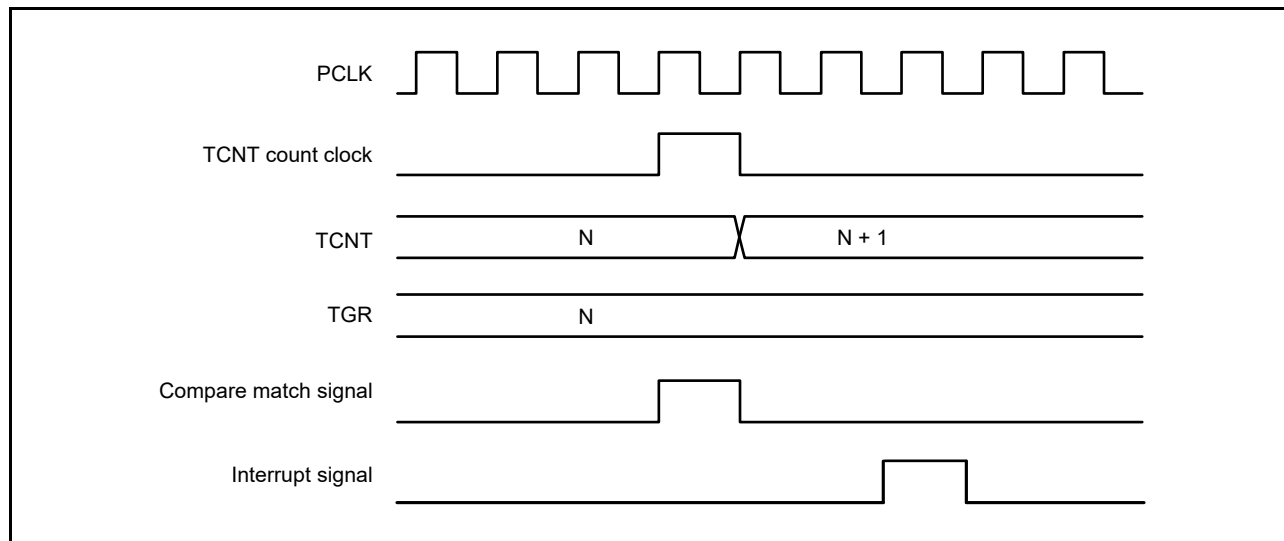 PCLK
TCNT count clock
TCNT
N
N + 1
TGR
N
Compare match signal
Interrupt signal